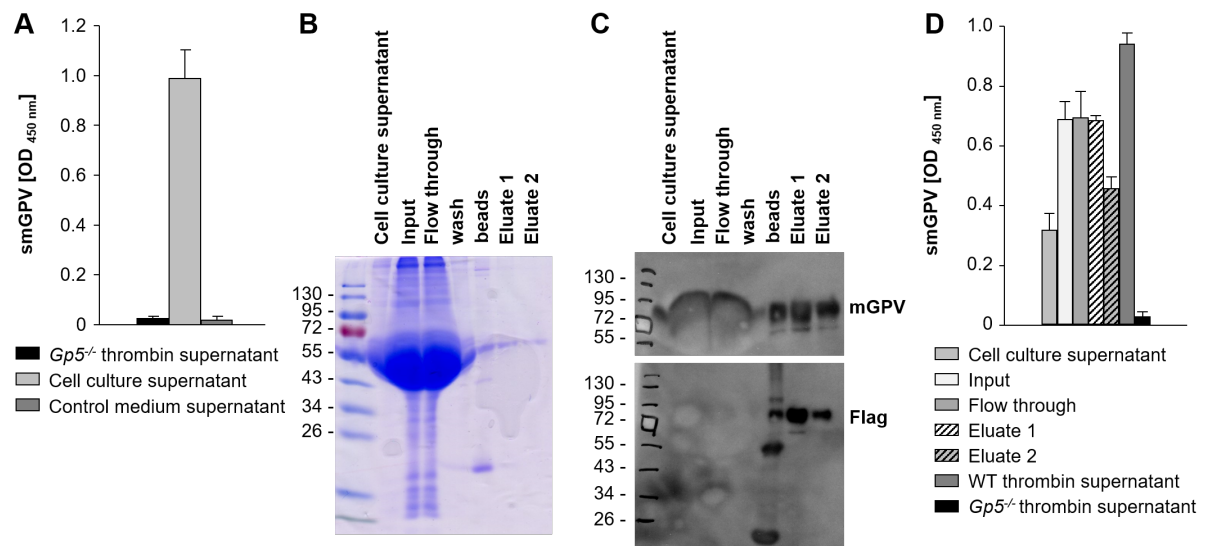 A
smGPV [OD 450 nm]
1.2
1.0
0.8
0.6
0.4
0.2
0
Gp5-/- thrombin supernatant
Cell culture supernatant
Control medium supernatant
B
Cell culture supernatant
Input
Flow through
wash
beads
Eluate 1
Eluate 2
130 -
95 -
72 -
55 -
43 -
34 -
26 -
C
Cell culture supernatant
Input
Flow through
wash
beads
Eluate 1
Eluate 2
130 -
95 -
72 -
55 -
mGPV
130 -
95 -
72 -
55 -
43 -
34 -
26 -
Flag
D
smGPV [OD 450 nm]
1.0
0.8
0.6
0.4
0.2
0
Cell culture supernatant
Input
Flow through
Eluate 1
Eluate 2
WT thrombin supernatant
Gp5-/- thrombin supernatant